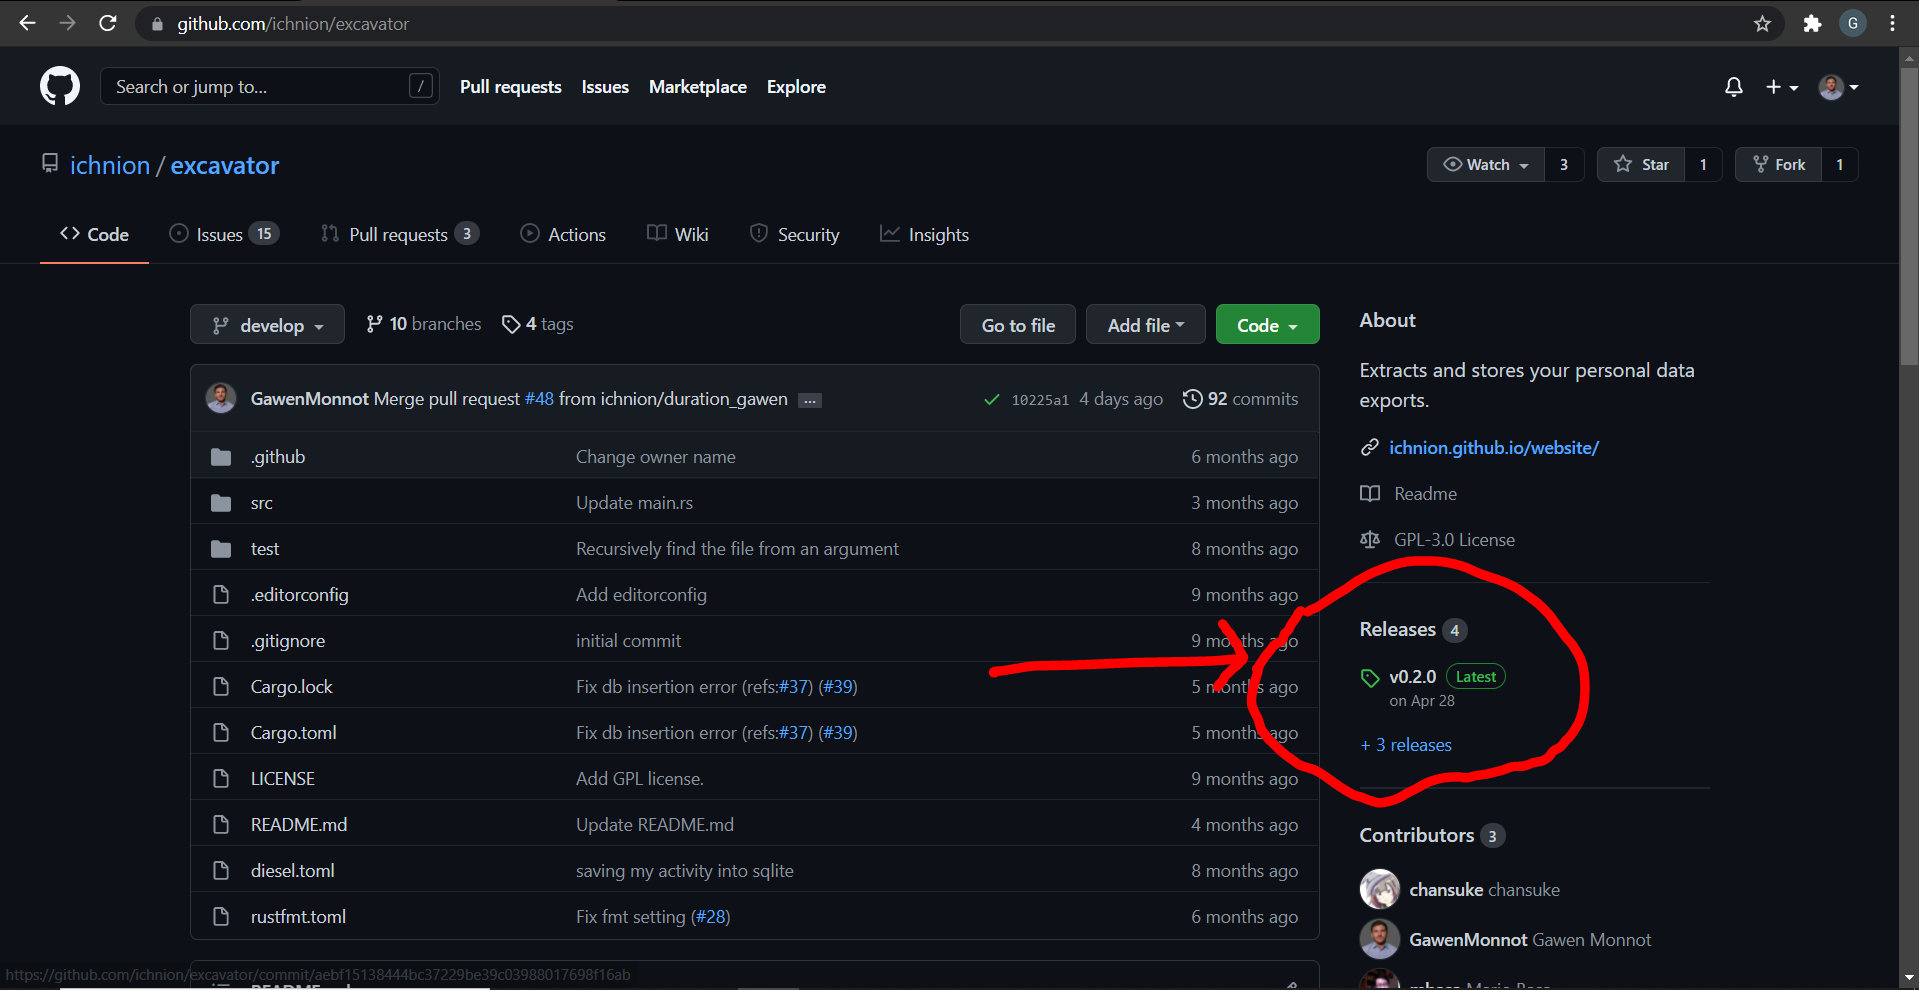 github.com/ichnion/excavator
G
Search or jump to... /
Pull requests Issues Marketplace Explore
ichnion / excavator
Watch 3 Star 1 Fork 1
Code Issues 15 Pull requests 3 Actions Wiki Security Insights
develop 10 branches 4 tags Go to file Add file Code
GawenMonnot Merge pull request #48 from ichnion/duration_gawen ... 10225a1 4 days ago 92 commits
.github Change owner name 6 months ago
src Update main.rs 3 months ago
test Recursively find the file from an argument 8 months ago
.editorconfig Add editorconfig 9 months ago
.gitignore initial commit 9 months ago
Cargo.lock Fix db insertion error (refs:#37) (#39) 5 months ago
Cargo.toml Fix db insertion error (refs:#37) (#39) 5 months ago
LICENSE Add GPL license. 9 months ago
README.md Update README.md 4 months ago
diesel.toml saving my activity into sqlite 8 months ago
rustfmt.toml Fix fmt setting (#28) 6 months ago
About
Extracts and stores your personal data
exports.
ichnion.github.io/website/
Readme
GPL-3.0 License
Releases 4
v0.2.0 Latest
on Apr 28
+ 3 releases
Contributors 3
chansuke chansuke
GawenMonnot Gawen Monnot
https://github.com/ichnion/excavator/commit/aebf15138444bc37229be39c03988017698f16ab